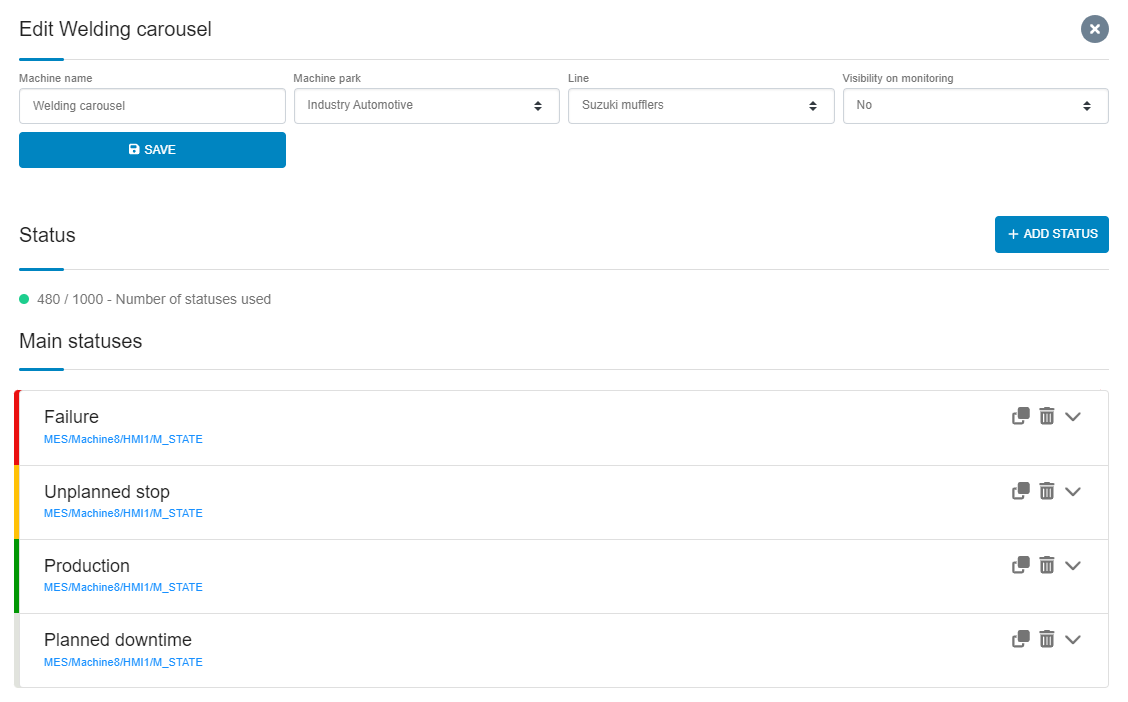 Edit Welding carousel
Machine name Machine park Line Visibility on monitoring
Welding carousel Industry Automotive Suzuki mufflers No
SAVE
Status + ADD STATUS
480 / 1000 - Number of statuses used
Main statuses
Failure
MES/Machine8/HMI1/M_STATE
Unplanned stop
MES/Machine8/HMI1/M_STATE
Production
MES/Machine8/HMI1/M_STATE
Planned downtime
MES/Machine8/HMI1/M_STATE